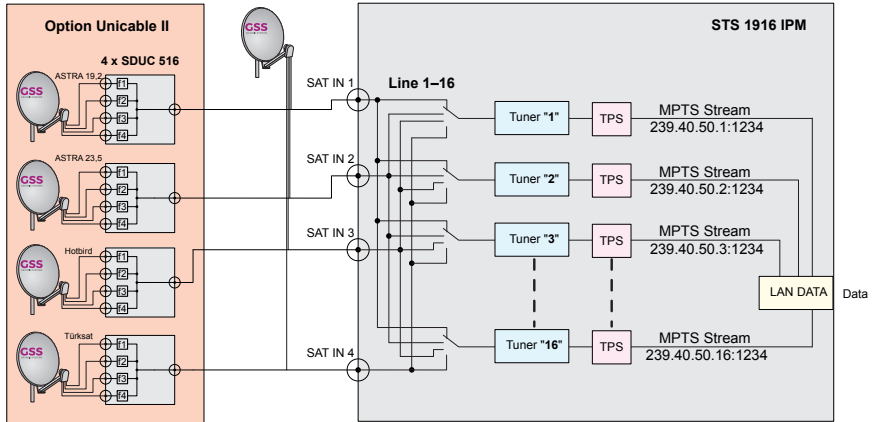 Option Unicable II
4 x SDUC 516
ASTRA 19,2
GSS
f1
f2
f3
f4
ASTRA 23,5
GSS
f1
f2
f3
f4
Hotbird
GSS
f1
f2
f3
f4
Türksat
GSS
f1
f2
f3
f4
GSS
STS 1916 IPM
Line 1–16
SAT IN 1
SAT IN 2
SAT IN 3
SAT IN 4
Tuner "1"
TPS
MPTS Stream
239.40.50.1:1234
Tuner "2"
TPS
MPTS Stream
239.40.50.2:1234
Tuner "3"
TPS
MPTS Stream
239.40.50.3:1234
Tuner "16"
TPS
MPTS Stream
239.40.50.16:1234
LAN DATA
Data